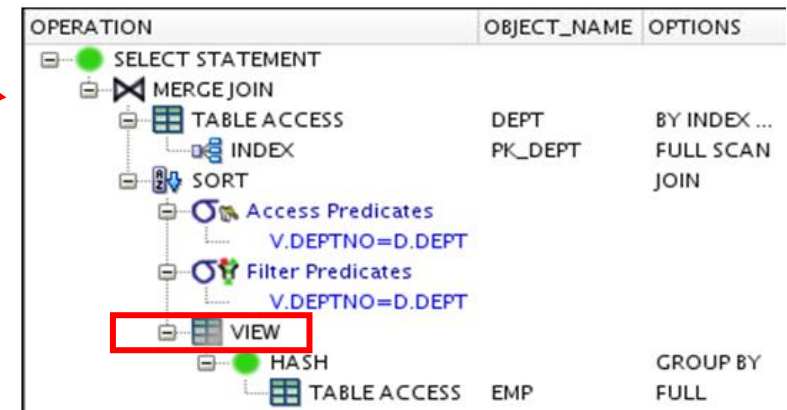 OPERATION OBJECT_NAME OPTIONS
SELECT STATEMENT
MERGE JOIN
TABLE ACCESS DEPT BY INDEX ...
INDEX PK_DEPT FULL SCAN
SORT JOIN
Access Predicates
V.DEPTNO=D.DEPT
Filter Predicates
V.DEPTNO=D.DEPT
VIEW
HASH GROUP BY
TABLE ACCESS EMP FULL